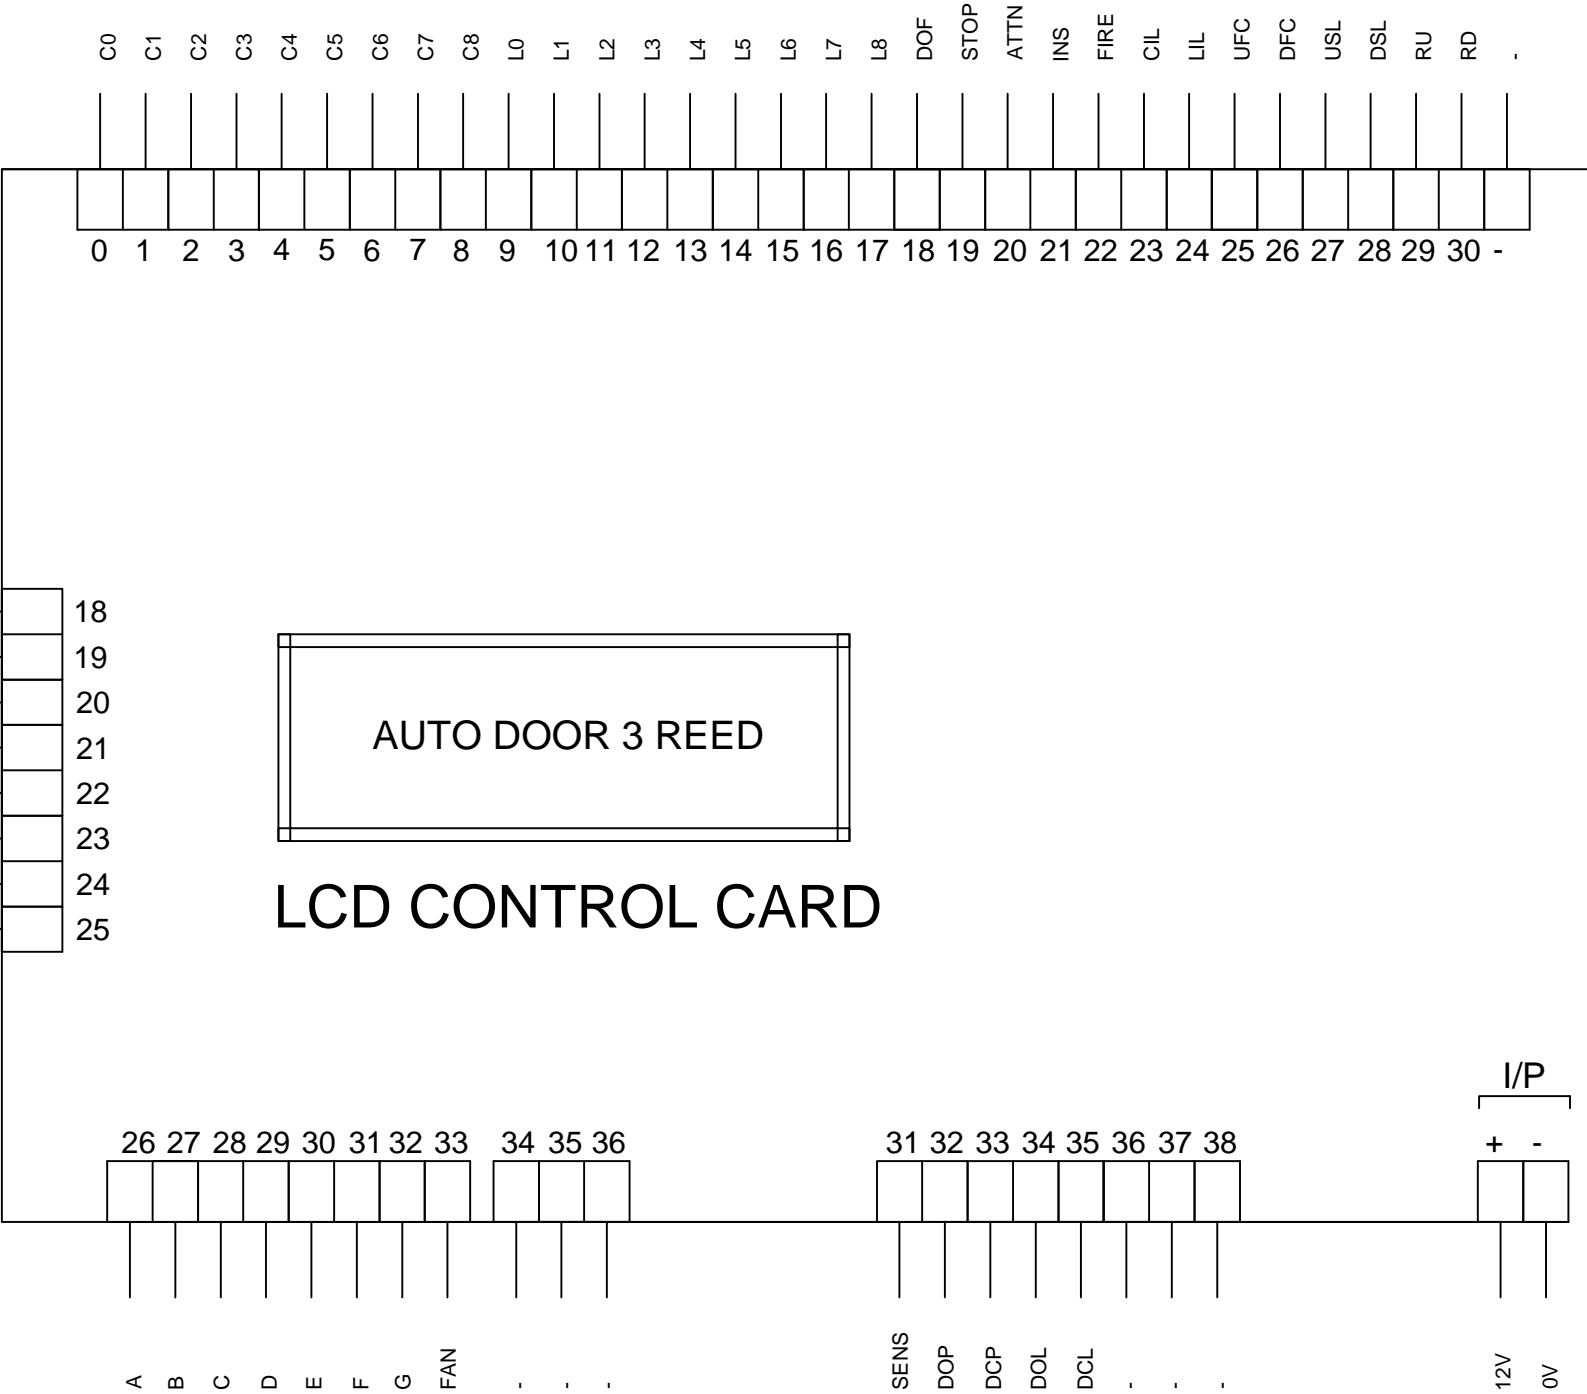 C0 C1 C2 C3 C4 C5 C6 C7 C8 L0 L1 L2 L3 L4 L5 L6 L7 L8 DOF STOP ATTN INS FIRE CIL LIL UFC DFC USL DSL RU RD -
0 1 2 3 4 5 6 7 8 9 10 11 12 13 14 15 16 17 18 19 20 21 22 23 24 25 26 27 28 29 30 -
18
19
20
21
22
23
24
25
AUTO DOOR 3 REED
LCD CONTROL CARD
I/P
26 27 28 29 30 31 32 33 34 35 36 31 32 33 34 35 36 37 38 + -
A B C D E F G FAN - - - SENS DOP DCP DOL DCL - - - 12V 0V